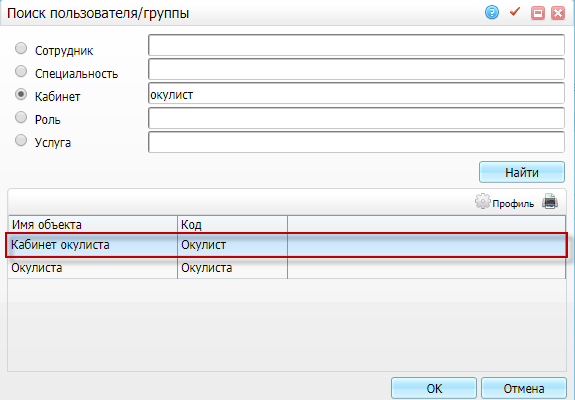 Поиск пользователя/группы
Сотрудник
Специальность
Кабинет окулист
Роль
Услуга
Найти
Профиль
Имя объекта Код
Кабинет окулиста Окулист
Окулиста Окулиста
OK Отмена